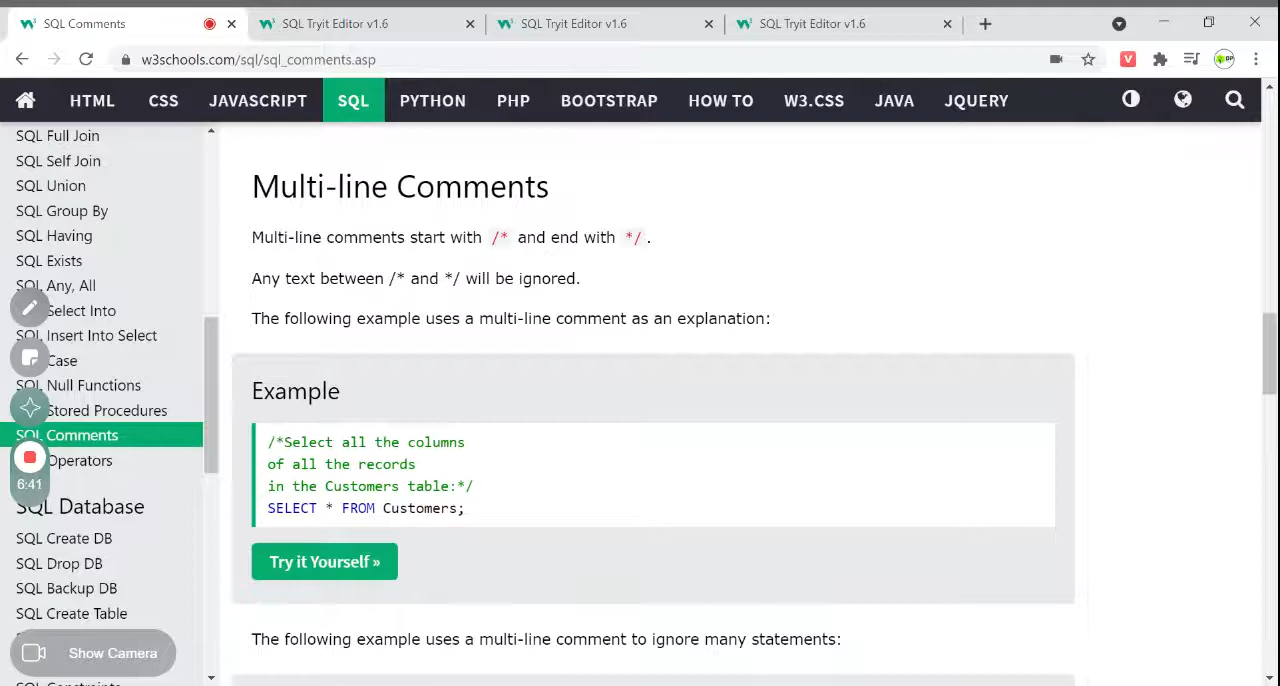 SQL Comments
SQL Tryit Editor v1.6
SQL Tryit Editor v1.6
SQL Tryit Editor v1.6
w3schools.com/sql/sql_comments.asp
HTML CSS JAVASCRIPT SQL PYTHON PHP BOOTSTRAP HOW TO W3.CSS JAVA JQUERY
SQL Full Join
SQL Self Join
SQL Union
SQL Group By
SQL Having
SQL Exists
SQL Any, All
Select Into
SQL Insert Into Select
Case
SQL Null Functions
Stored Procedures
SQL Comments
Operators
6:41
SQL Database
SQL Create DB
SQL Drop DB
SQL Backup DB
SQL Create Table
Show Camera
Multi-line Comments
Multi-line comments start with /* and end with */ .
Any text between /* and */ will be ignored.
The following example uses a multi-line comment as an explanation:
Example
/*Select all the columns
of all the records
in the Customers table:*/
SELECT * FROM Customers;
Try it Yourself »
The following example uses a multi-line comment to ignore many statements: